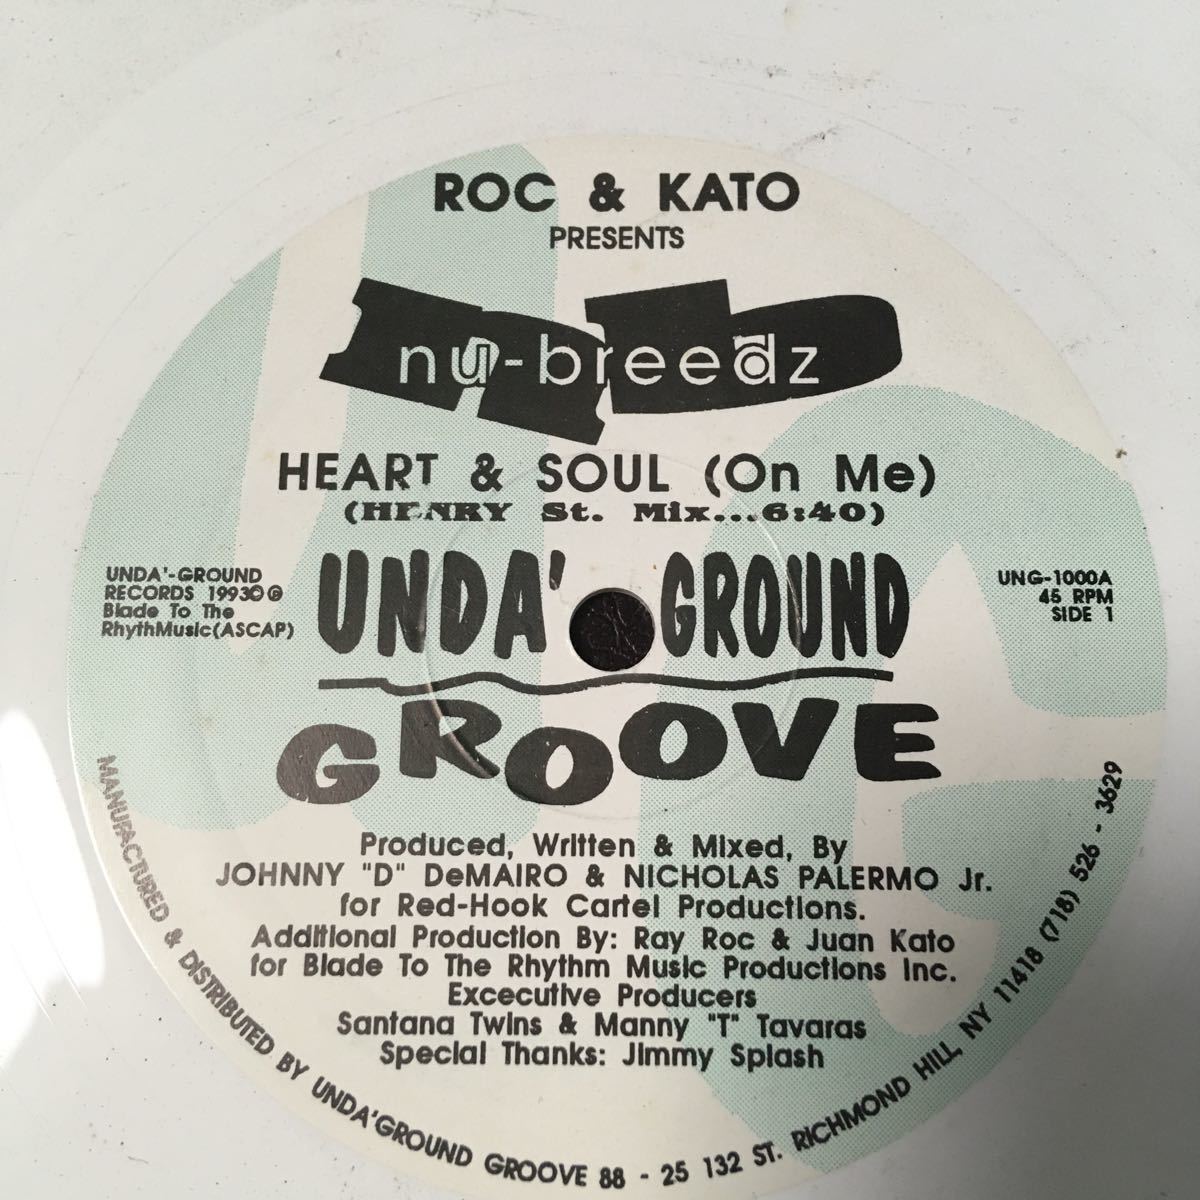 ROC & KATO
PRESENTS
nu-breedz
HEART & SOUL (On Me)
(HENRY St. Mix...6:40)
UNDA'-GROUND
RECORDS 1993©℗
Blade To The
RhythMusic(ASCAP)
UNDA' GROUND
GROOVE
UNG-1000A
45 RPM
SIDE 1
Produced, Written & Mixed, By
JOHNNY "D" DeMAIRO & NICHOLAS PALERMO Jr.
for Red-Hook Cartel Productions.
Additional Production By: Ray Roc & Juan Kato
for Blade To The Rhythm Music Productions Inc.
Excecutive Producers
Santana Twins & Manny "T" Tavaras
Special Thanks: Jimmy Splash
MANUFACTURED & DISTRIBUTED BY UNDA'GROUND GROOVE 88 - 25 132 ST. RICHMOND HILL, NY 11418 (718) 526 - 3629